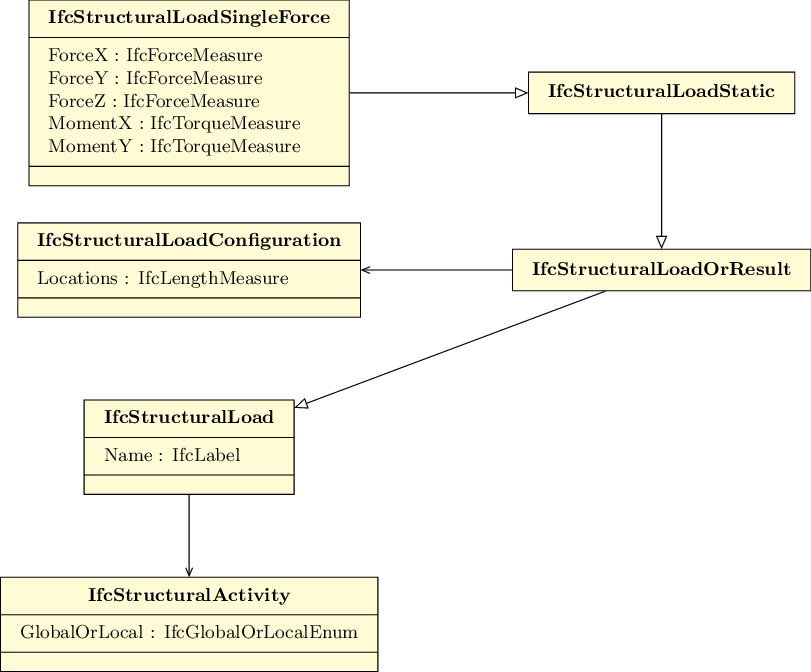 IfcStructuralLoadSingleForce
ForceX : IfcForceMeasure
ForceY : IfcForceMeasure
ForceZ : IfcForceMeasure
MomentX : IfcTorqueMeasure
MomentY : IfcTorqueMeasure
IfcStructuralLoadStatic
IfcStructuralLoadConfiguration
Locations : IfcLengthMeasure
IfcStructuralLoadOrResult
IfcStructuralLoad
Name : IfcLabel
IfcStructuralActivity
GlobalOrLocal : IfcGlobalOrLocalEnum